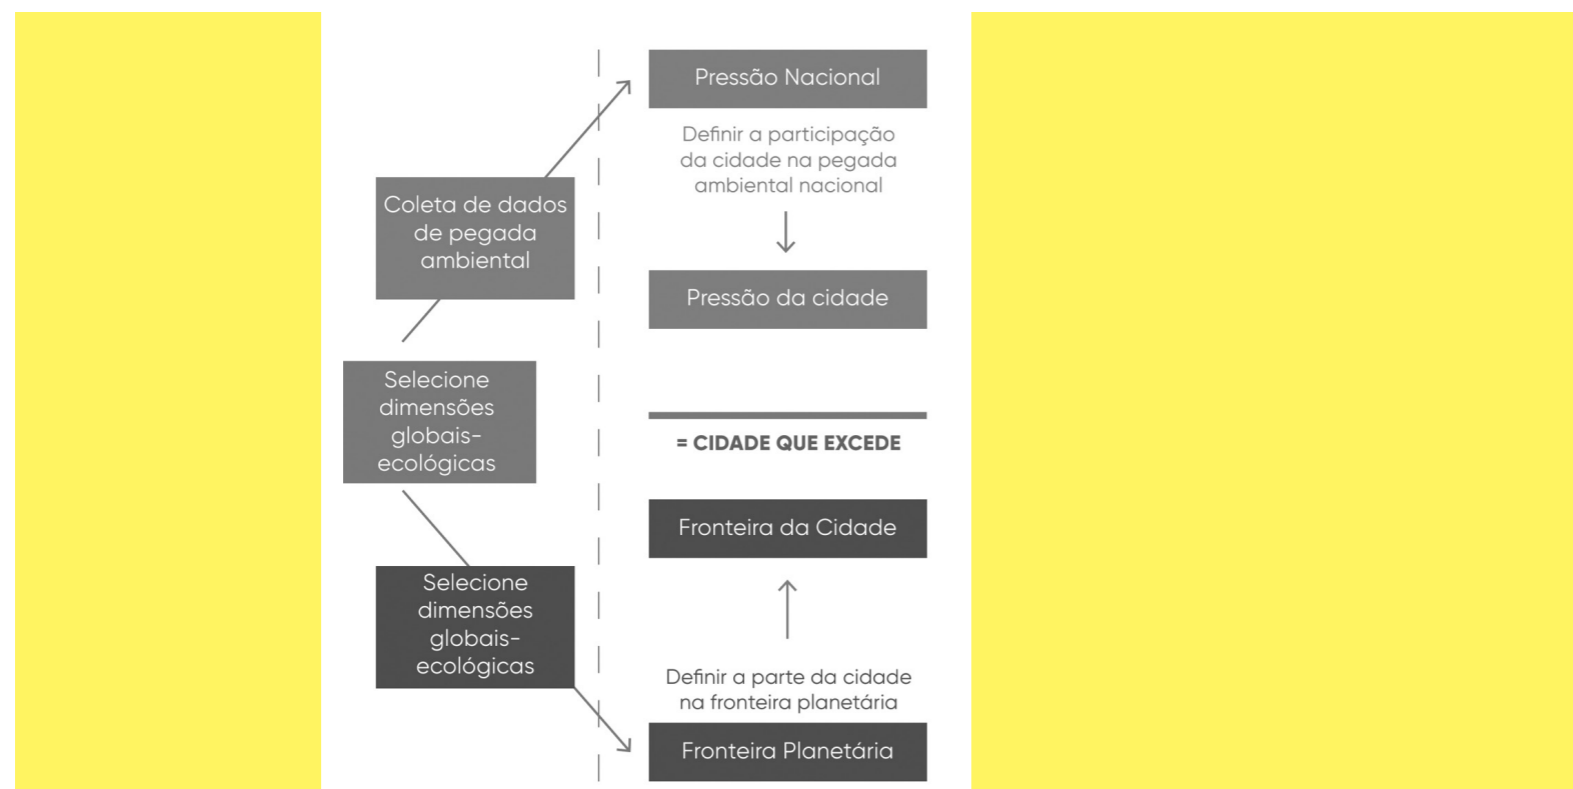 Pressão Nacional
Definir a participação
da cidade na pegada
ambiental nacional
Coleta de dados
de pegada
ambiental
Pressão da cidade
Selecione
dimensões
globais-
ecológicas
= CIDADE QUE EXCEDE
Fronteira da Cidade
Selecione
dimensões
globais-
ecológicas
Definir a parte da cidade
na fronteira planetária
Fronteira Planetária